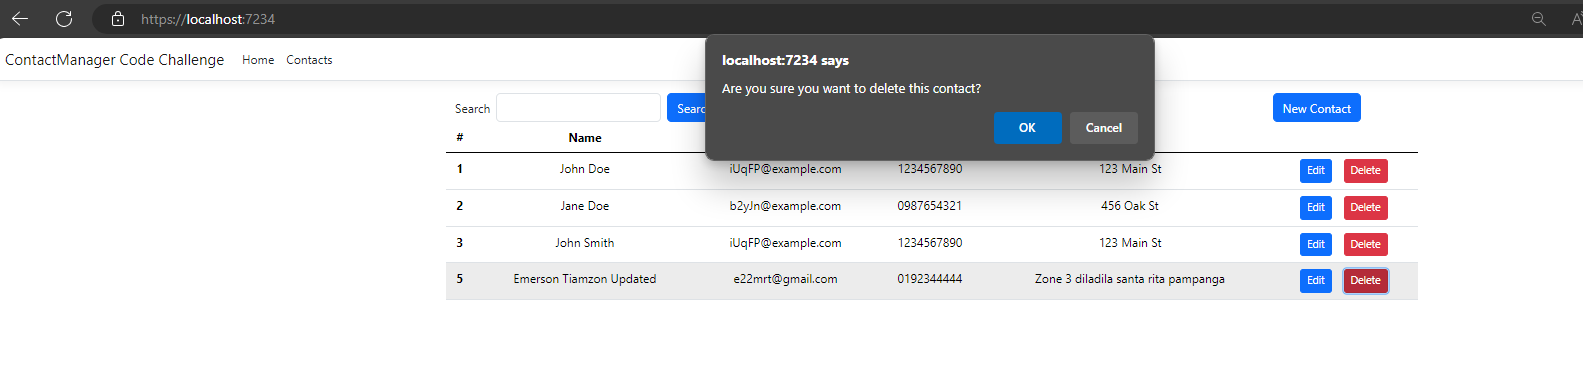 https://localhost:7234
ContactManager Code Challenge Home Contacts
localhost:7234 says
Are you sure you want to delete this contact?
OK Cancel
Search Searc New Contact
# Name
1 John Doe iUqFP@example.com 1234567890 123 Main St Edit Delete
2 Jane Doe b2yJn@example.com 0987654321 456 Oak St Edit Delete
3 John Smith iUqFP@example.com 1234567890 123 Main St Edit Delete
5 Emerson Tiamzon Updated e22mrt@gmail.com 0192344444 Zone 3 diladila santa rita pampanga Edit Delete